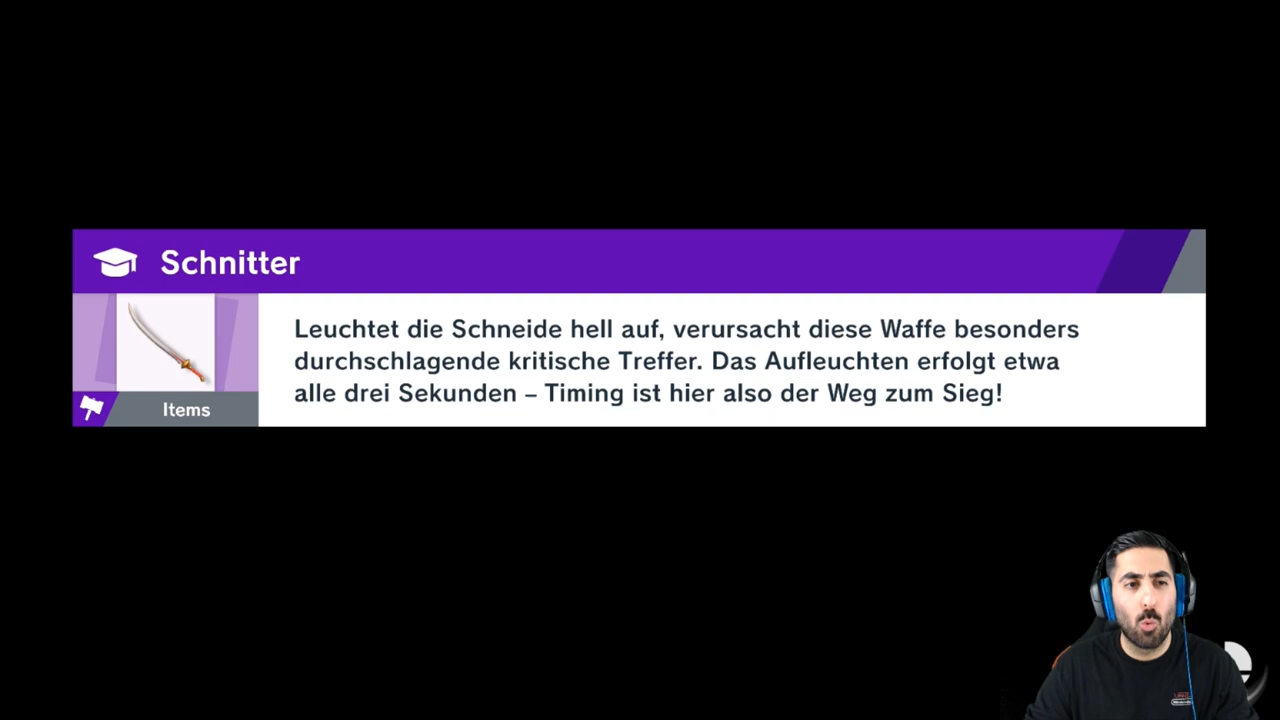 Schnitter
Leuchtet die Schneide hell auf, verursacht diese Waffe besonders
durchschlagende kritische Treffer. Das Aufleuchten erfolgt etwa
alle drei Sekunden – Timing ist hier also der Weg zum Sieg!
Items